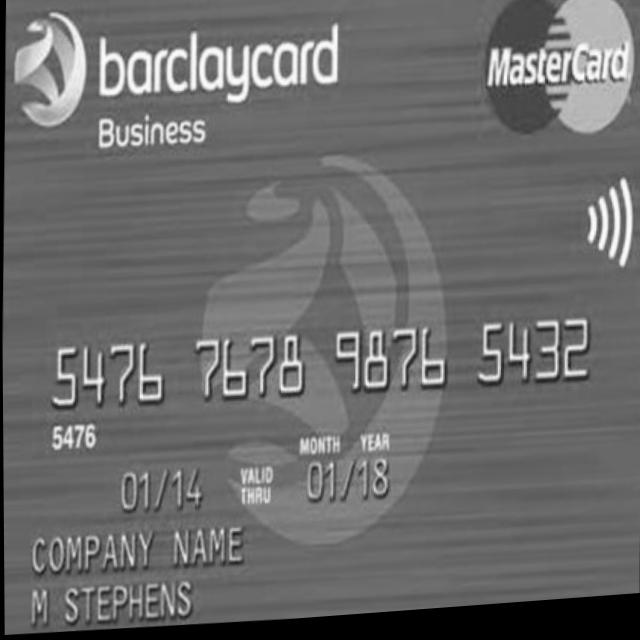 barclaycard
MasterCard
Business
5476 7678 9876 5432
5476
MONTH YEAR
01/14 VALID THRU 01/18
COMPANY NAME
M STEPHENS